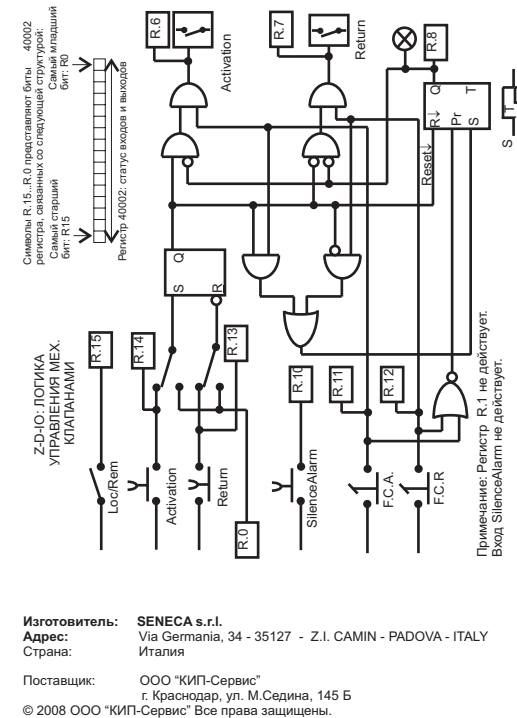 Z-D-IO: ЛОГИКА
УПРАВЛЕНИЯ МЕХ.
КЛАПАНАМИ
Символы R.15...R.0 представляют биты 40002
регистра, связанных со следующей структурой:
Самый старший
бит: R15
Самый младший
бит: R0
Регистр 40002: статус входов и выходов
Loc/Rem
R.15
Activation
R.14
Return
R.13
R.0
S
R
Q
R.6
Activation
R.7
Return
SilenceAlarm
R.10
F.C.A.
R.11
F.C.R
R.12
Reset↓
R↓
Pr
S
Q
T
R.8
S
T
Примечание: Регистр R.1 не действует.
Вход SilenceAlarm не действует.
Изготовитель: SENECA s.r.l.
Адрес: Via Germania, 34 - 35127 - Z.I. CAMIN - PADOVA - ITALY
Страна: Италия
Поставщик: ООО “КИП-Сервис”
г. Краснодар, ул. М.Седина, 145 Б
© 2008 ООО “КИП-Сервис” Все права защищены.